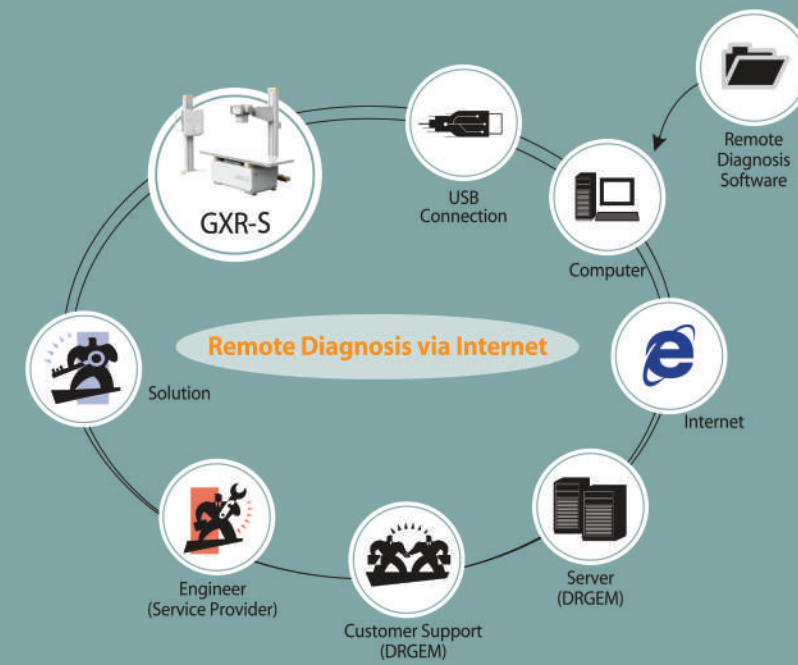 Remote
Diagnosis
Software
USB
Connection
GXR-S
Computer
Remote Diagnosis via Internet
Solution
Internet
Engineer
(Service Provider)
Server
(DRGEM)
Customer Support
(DRGEM)